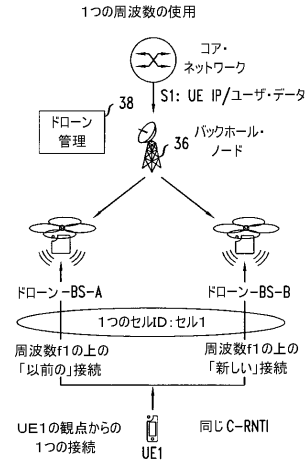 1つの周波数の使用
コア・
ネットワーク
S1: UE IP/ユーザ・データ
38
ドローン
管理
36
バックホール・
ノード
ドローン-BS-A
ドローン-BS-B
1つのセルID:セル1
周波数f1の上の
「以前の」接続
周波数f1の上の
「新しい」接続
UE1の観点からの
1つの接続
同じC-RNTI
UE1